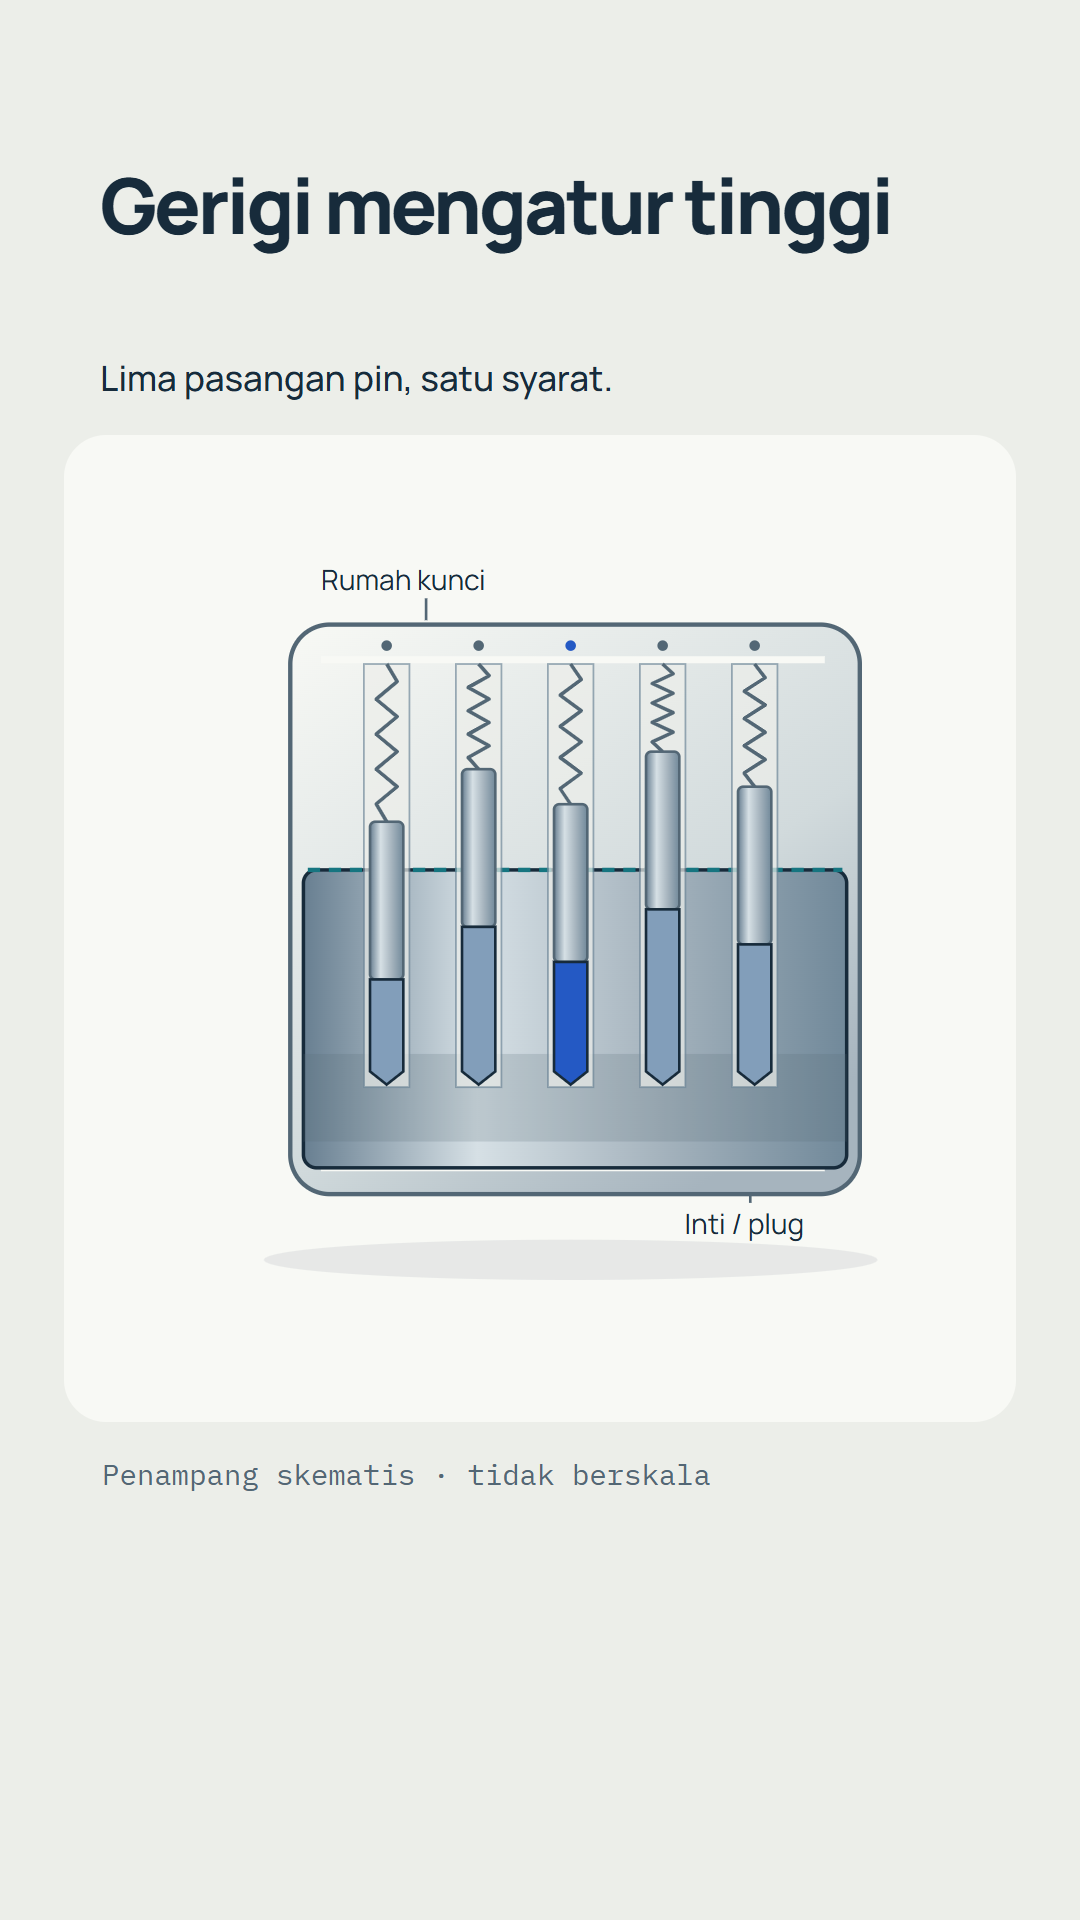 Gerigi mengatur tinggi
Lima pasangan pin, satu syarat.
Rumah kunci
Inti / plug
Penampang skematis · tidak berskala